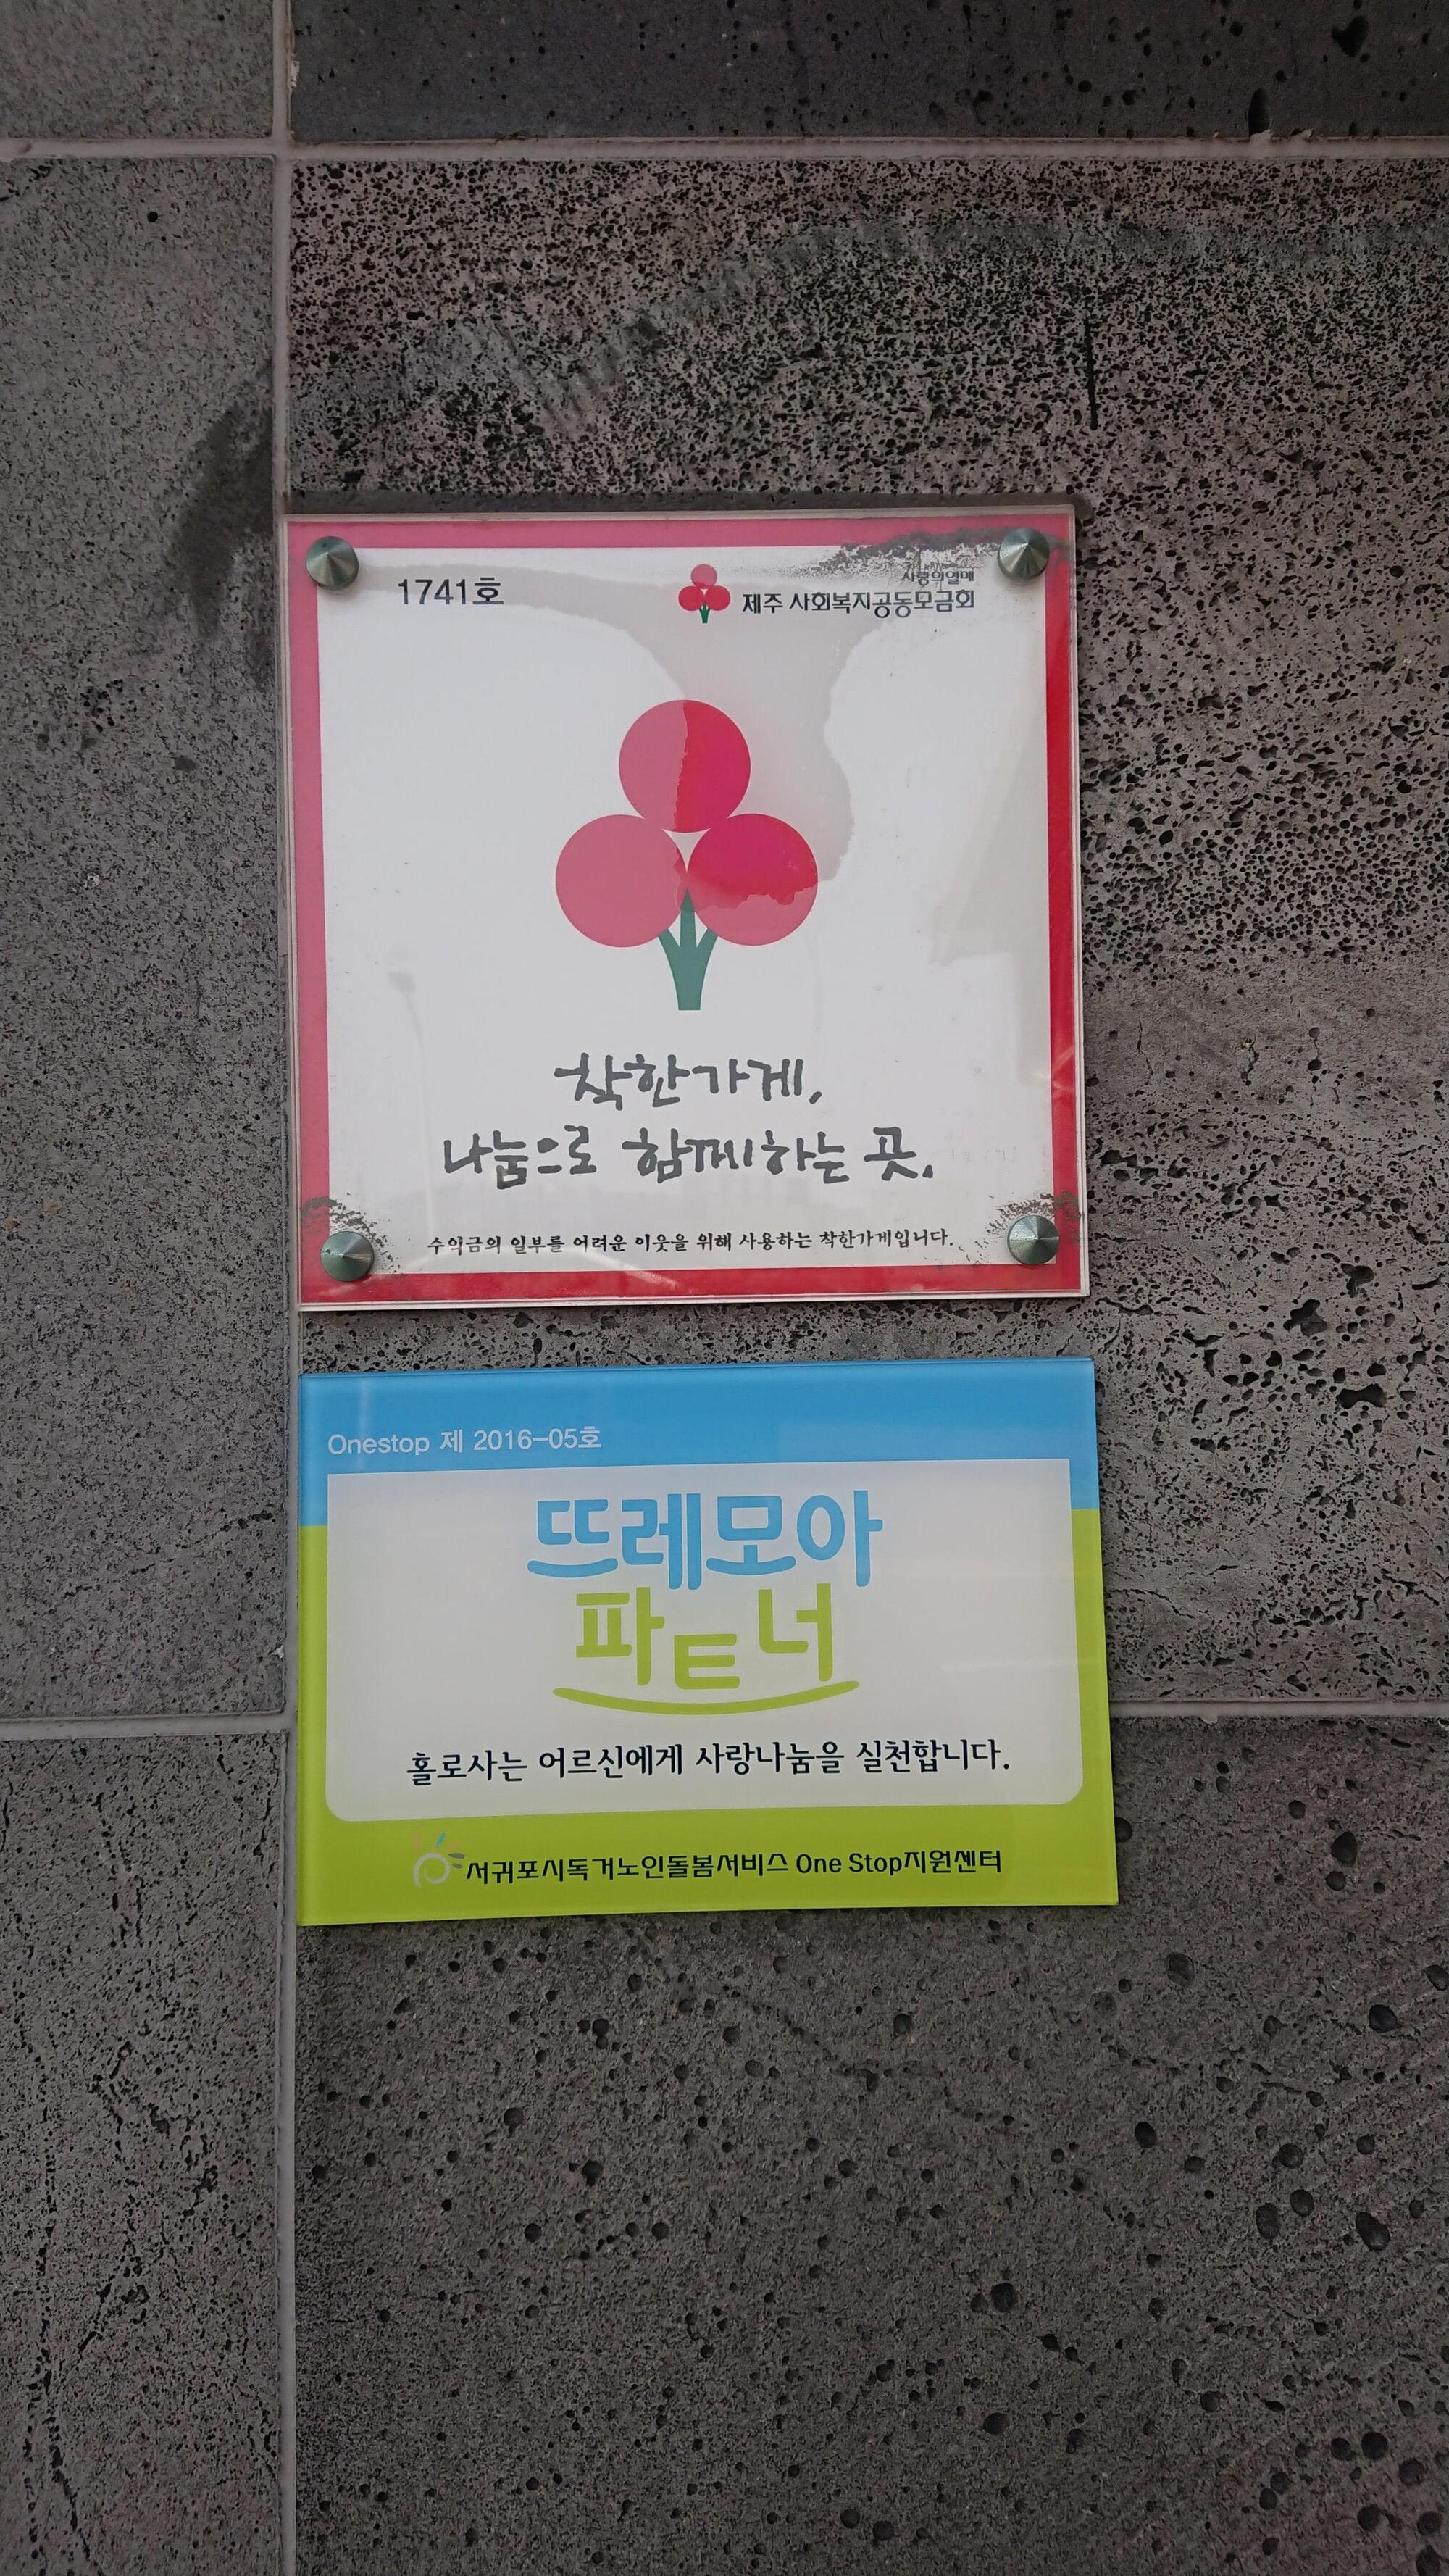 1741호
사랑의열매
제주 사회복지공동모금회
착한가게,
나눔으로 함께하는 곳.
수익금의 일부를 어려운 이웃을 위해 사용하는 착한가게입니다.
Onestop 제 2016-05호
뜨레모아
파트너
홀로사는 어르신에게 사랑나눔을 실천합니다.
서귀포시독거노인돌봄서비스 One Stop지원센터